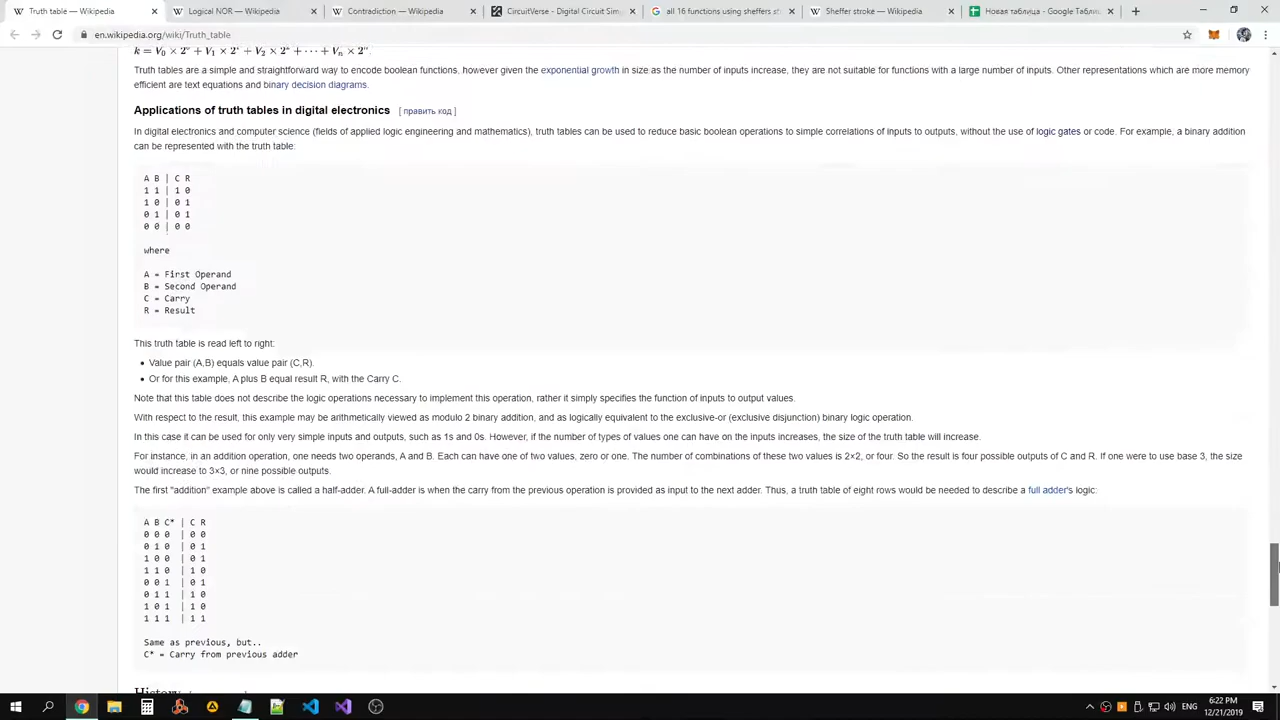 Truth table — Wikipedia
Logical NOR — Wikipedia
Contradiction — Wikipedia
CircuitVerse - Digital Circuit Sim
all 16 functions using sheffers st
Sheffer stroke — Wikipedia
Новая таблица - Google Табли
en.wikipedia.org/wiki/Truth_table
Truth tables are a simple and straightforward way to encode boolean functions, however given the exponential growth in size as the number of inputs increase, they are not suitable for functions with a large number of inputs. Other representations which are more memory
efficient are text equations and binary decision diagrams.
Applications of truth tables in digital electronics [ править код ]
In digital electronics and computer science (fields of applied logic engineering and mathematics), truth tables can be used to reduce basic boolean operations to simple correlations of inputs to outputs, without the use of logic gates or code. For example, a binary addition
can be represented with the truth table:
A B | C R
1 1 | 1 0
1 0 | 0 1
0 1 | 0 1
0 0 | 0 0
where
A = First Operand
B = Second Operand
C = Carry
R = Result
This truth table is read left to right:
• Value pair (A,B) equals value pair (C,R).
• Or for this example, A plus B equal result R, with the Carry C.
Note that this table does not describe the logic operations necessary to implement this operation, rather it simply specifies the function of inputs to output values.
With respect to the result, this example may be arithmetically viewed as modulo 2 binary addition, and as logically equivalent to the exclusive-or (exclusive disjunction) binary logic operation.
In this case it can be used for only very simple inputs and outputs, such as 1s and 0s. However, if the number of types of values one can have on the inputs increases, the size of the truth table will increase.
For instance, in an addition operation, one needs two operands, A and B. Each can have one of two values, zero or one. The number of combinations of these two values is 2×2, or four. So the result is four possible outputs of C and R. If one were to use base 3, the size
would increase to 3×3, or nine possible outputs.
The first "addition" example above is called a half-adder. A full-adder is when the carry from the previous operation is provided as input to the next adder. Thus, a truth table of eight rows would be needed to describe a full adder's logic:
A B C* | C R
0 0 0 | 0 0
0 1 0 | 0 1
1 0 0 | 0 1
1 1 0 | 1 0
0 0 1 | 0 1
0 1 1 | 1 0
1 0 1 | 1 0
1 1 1 | 1 1
Same as previous, but..
C* = Carry from previous adder
History
ENG
6:22 PM
12/21/2019